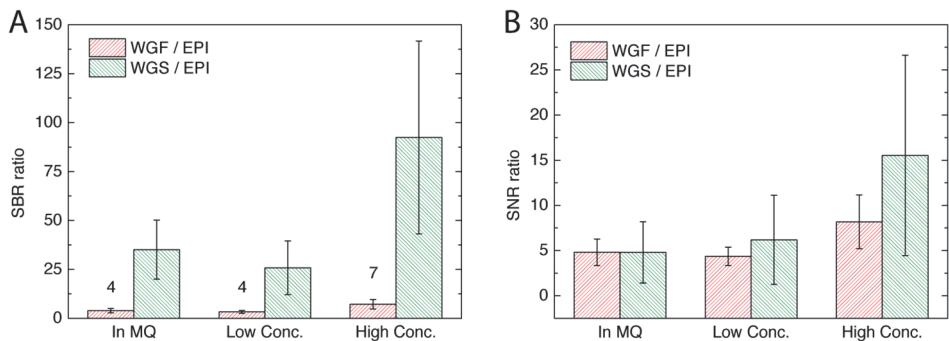 A
SBR ratio
150
125
100
75
50
25
0
WGF / EPI
WGS / EPI
4
4
7
In MQ
Low Conc.
High Conc.
B
SNR ratio
30
25
20
15
10
5
0
WGF / EPI
WGS / EPI
In MQ
Low Conc.
High Conc.